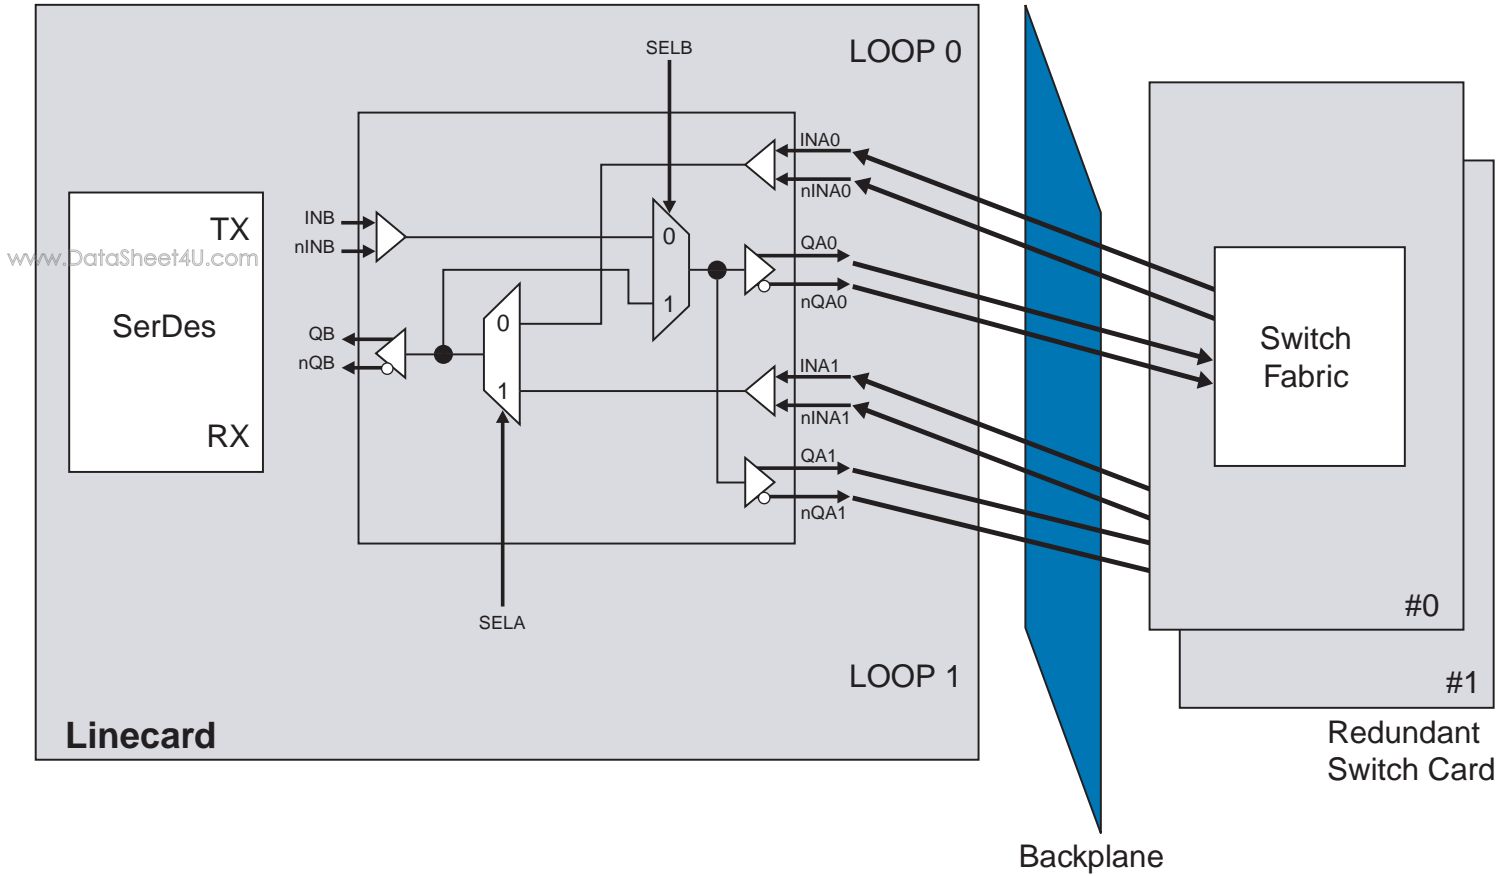 SELB
LOOP 0
INA0
nINA0
TX
INB
nINB
www.DataSheet4U.com
0
1
QA0
nQA0
SerDes
QB
nQB
0
1
INA1
nINA1
Switch
Fabric
RX
QA1
nQA1
SELA
#0
LOOP 1
#1
Linecard
Redundant
Switch Card
Backplane